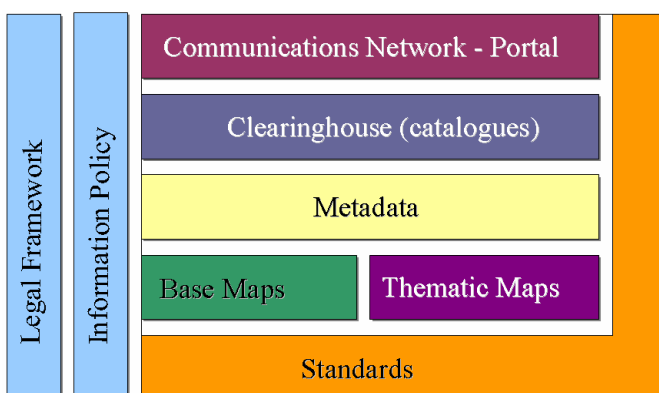 Legal Framework
Information Policy
Communications Network - Portal
Clearinghouse (catalogues)
Metadata
Base Maps
Thematic Maps
Standards